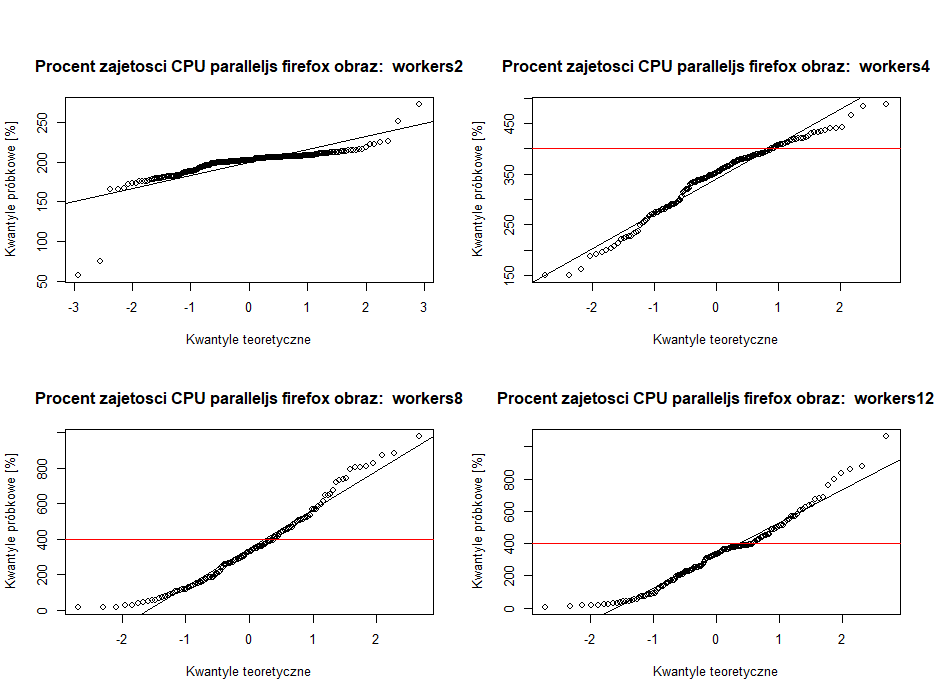 Procent zajetosci CPU paralleljs firefox obraz:  workers2
Kwantyle próbkowe [%]
250
200
150
100
50
-3 -2 -1 0 1 2 3
Kwantyle teoretyczne
Procent zajetosci CPU paralleljs firefox obraz:  workers4
Kwantyle próbkowe [%]
450
350
250
150
-2 -1 0 1 2
Kwantyle teoretyczne
Procent zajetosci CPU paralleljs firefox obraz:  workers8
Kwantyle próbkowe [%]
800
600
400
200
0
-2 -1 0 1 2
Kwantyle teoretyczne
Procent zajetosci CPU paralleljs firefox obraz:  workers12
Kwantyle próbkowe [%]
800
600
400
200
0
-2 -1 0 1 2
Kwantyle teoretyczne